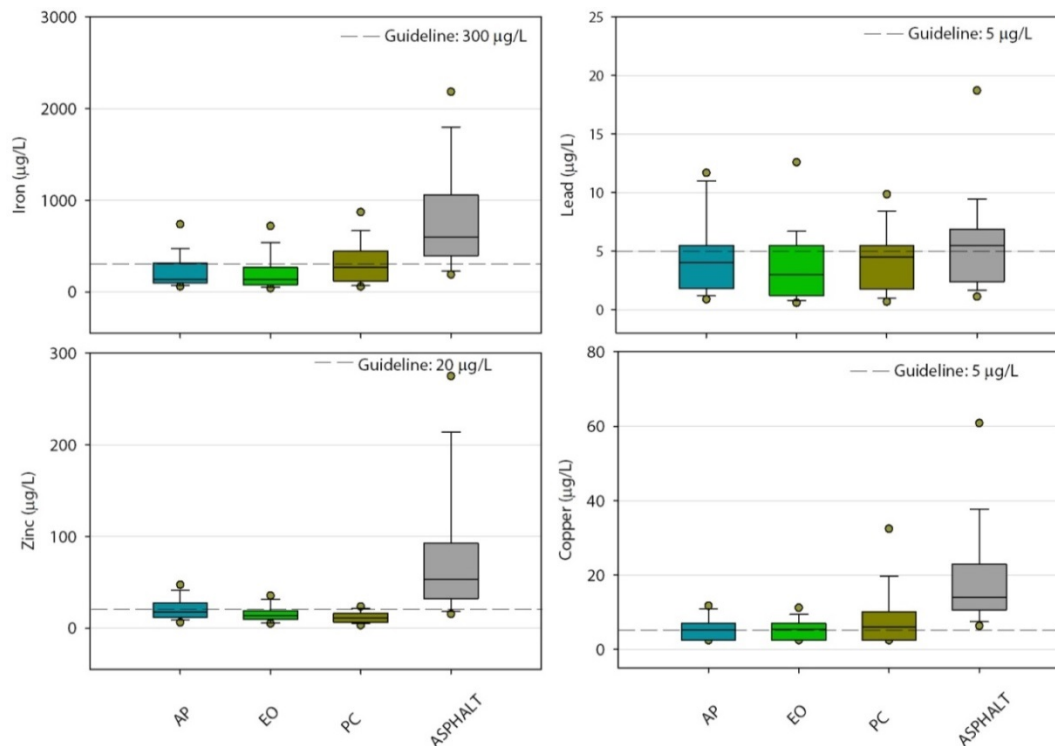 3000
2000
1000
0
Iron (µg/L)
Guideline: 300 µg/L
25
20
15
10
5
0
Lead (µg/L)
Guideline: 5 µg/L
300
200
100
0
Zinc (µg/L)
Guideline: 20 µg/L
AP
EO
PC
ASPHALT
80
60
40
20
0
Copper (µg/L)
Guideline: 5 µg/L
AP
EO
PC
ASPHALT